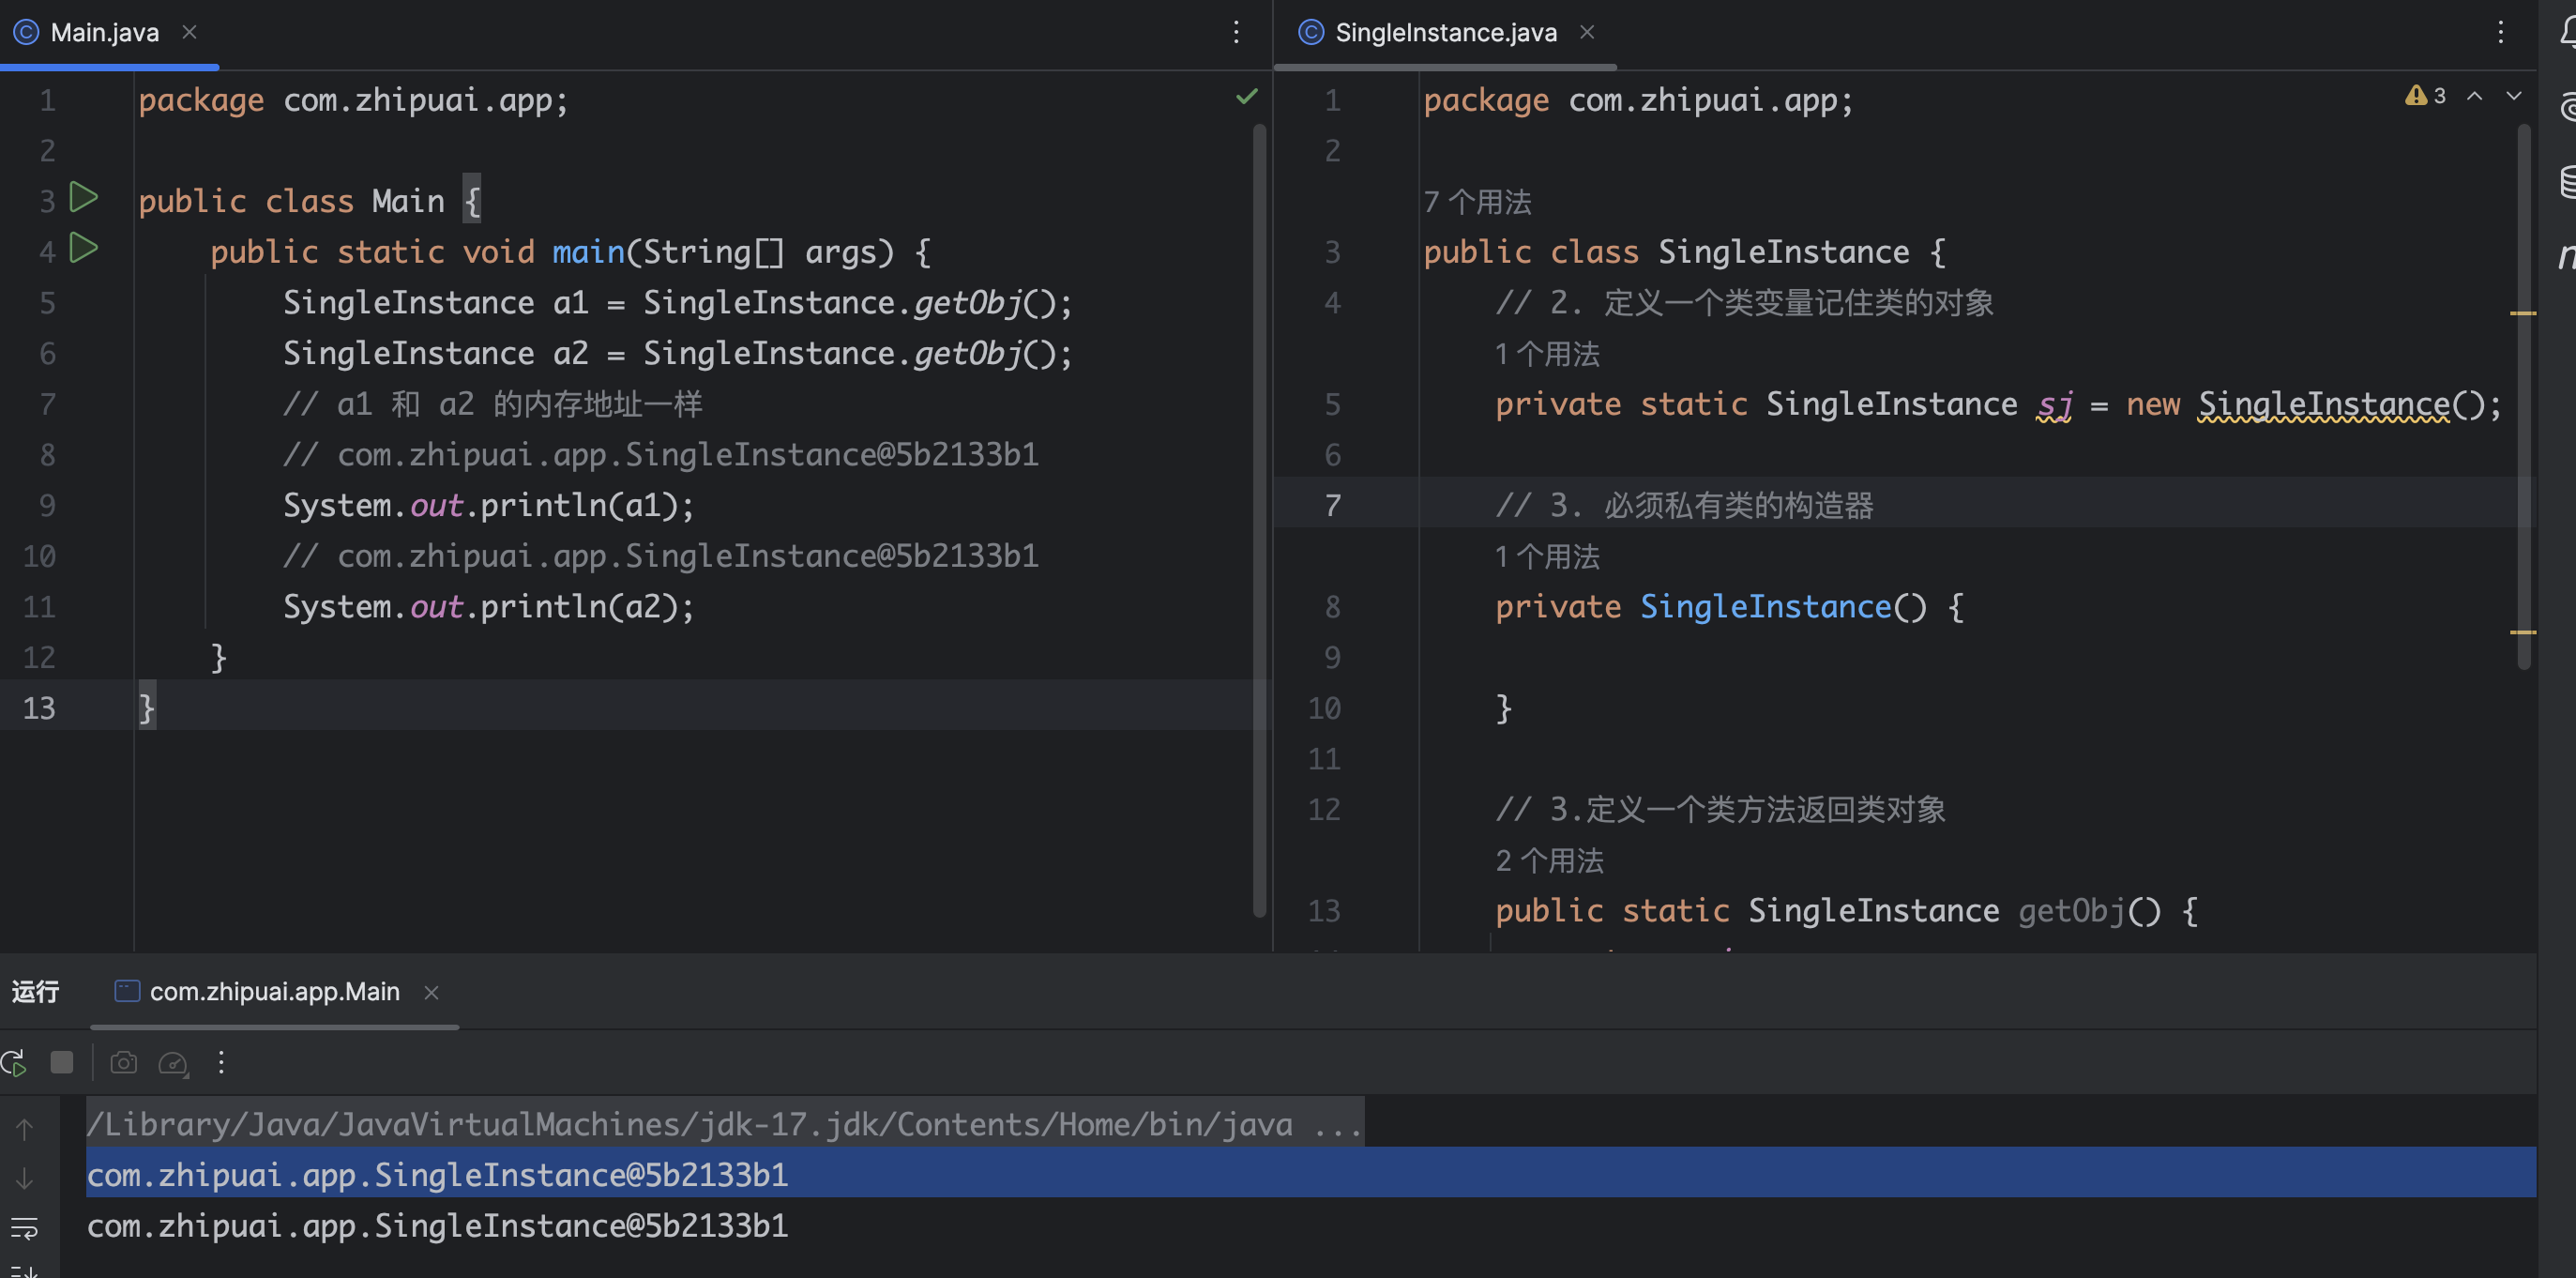 Main.java
1 package com.zhipuai.app;
2
3 public class Main {
4 public static void main(String[] args) {
5 SingleInstance a1 = SingleInstance.getObj();
6 SingleInstance a2 = SingleInstance.getObj();
7 // a1 和 a2 的内存地址一样
8 // com.zhipuai.app.SingleInstance@5b2133b1
9 System.out.println(a1);
10 // com.zhipuai.app.SingleInstance@5b2133b1
11 System.out.println(a2);
12 }
13 }
SingleInstance.java
3
1 package com.zhipuai.app;
2
7 个用法
3 public class SingleInstance {
4 // 2. 定义一个类变量记住类的对象
1 个用法
5 private static SingleInstance sj = new SingleInstance();
6
7 // 3. 必须私有类的构造器
1 个用法
8 private SingleInstance() {
9
10 }
11
12 // 3.定义一个类方法返回类对象
2 个用法
13 public static SingleInstance getObj() {
运行 com.zhipuai.app.Main
/Library/Java/JavaVirtualMachines/jdk-17.jdk/Contents/Home/bin/java ...
com.zhipuai.app.SingleInstance@5b2133b1
com.zhipuai.app.SingleInstance@5b2133b1